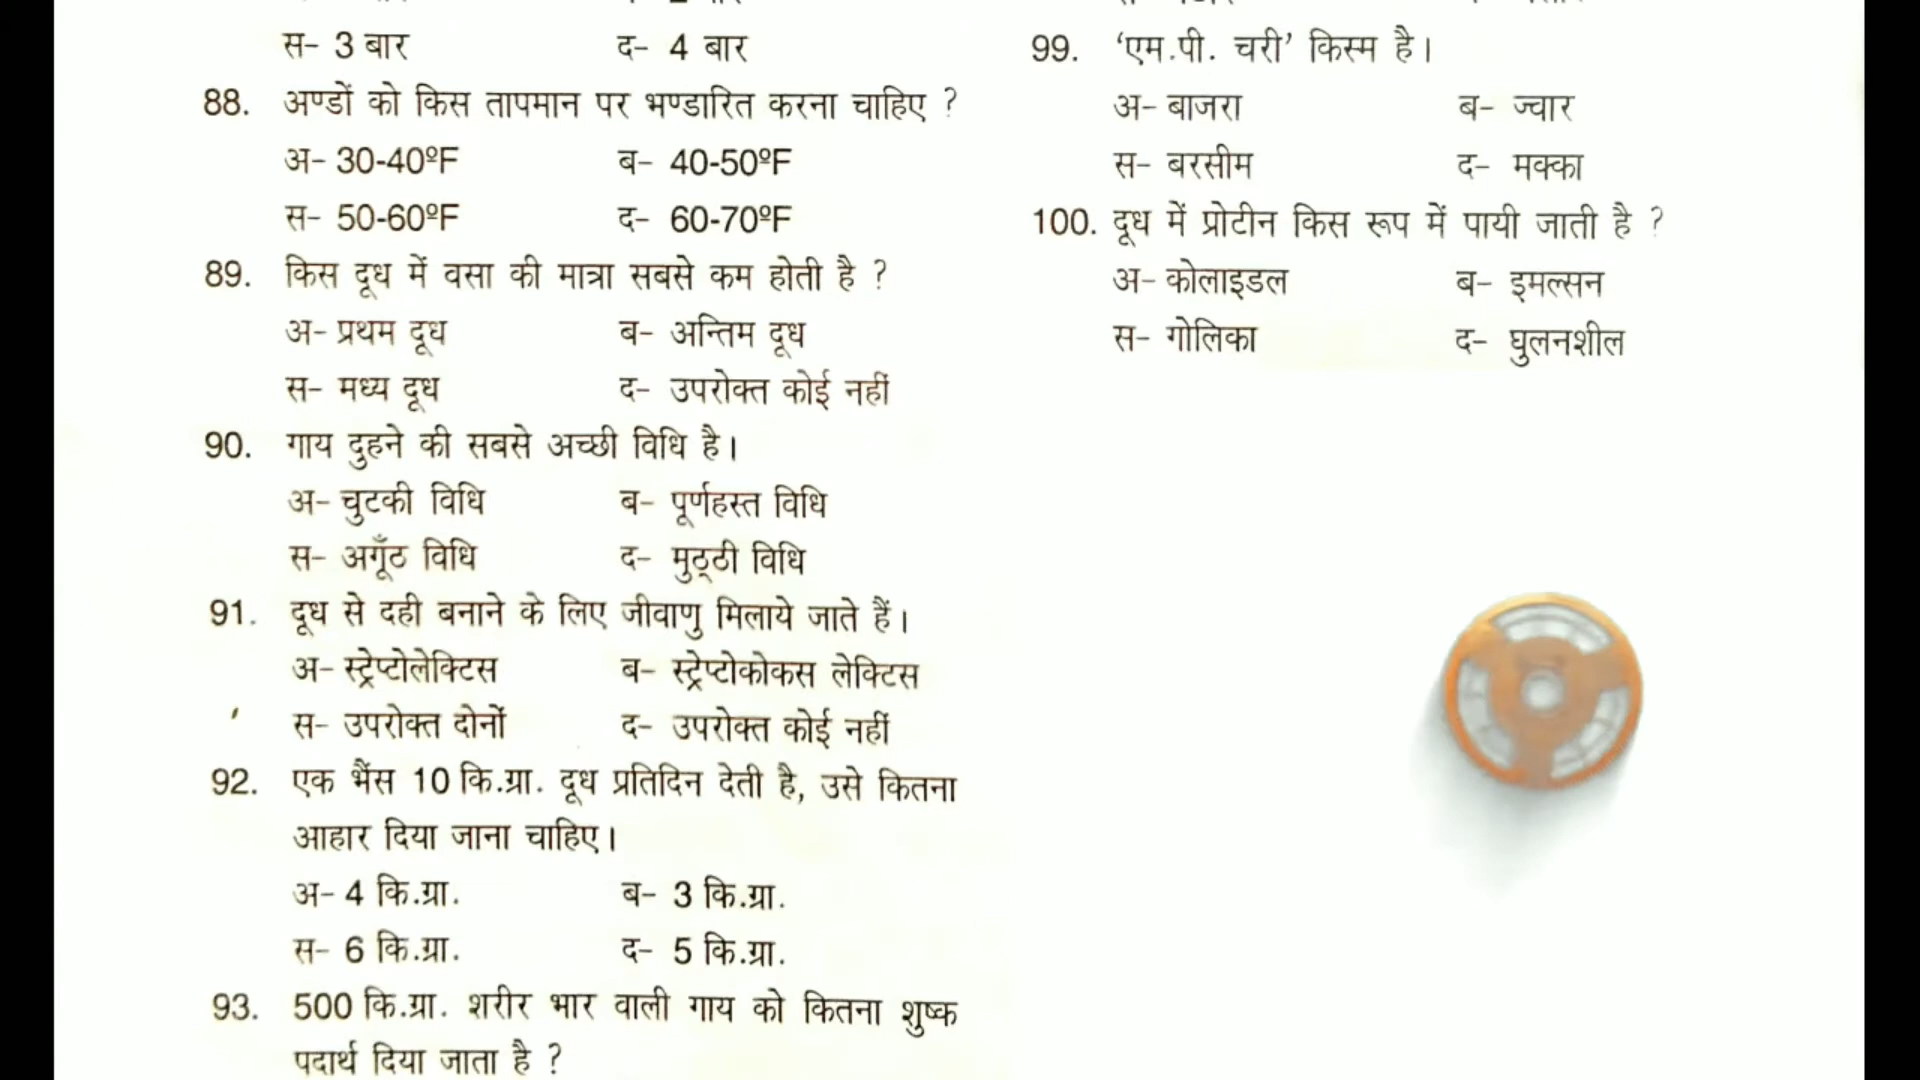 स- 3 बार द- 4 बार
88. अण्डों को किस तापमान पर भण्डारित करना चाहिए ?
अ- 30-40ºF ब- 40-50ºF
स- 50-60ºF द- 60-70ºF
89. किस दूध में वसा की मात्रा सबसे कम होती है ?
अ- प्रथम दूध ब- अन्तिम दूध
स- मध्य दूध द- उपरोक्त कोई नहीं
90. गाय दुहने की सबसे अच्छी विधि है।
अ- चुटकी विधि ब- पूर्णहस्त विधि
स- अगूँठ विधि द- मुठ्ठी विधि
91. दूध से दही बनाने के लिए जीवाणु मिलाये जाते हैं।
अ- स्ट्रेप्टोलेक्टिस ब- स्ट्रेप्टोकोकस लेक्टिस
स- उपरोक्त दोनों द- उपरोक्त कोई नहीं
92. एक भैंस 10 कि.ग्रा. दूध प्रतिदिन देती है, उसे कितना
आहार दिया जाना चाहिए।
अ- 4 कि.ग्रा. ब- 3 कि.ग्रा.
स- 6 कि.ग्रा. द- 5 कि.ग्रा.
93. 500 कि.ग्रा. शरीर भार वाली गाय को कितना शुष्क
पदार्थ दिया जाता है ?
99. ‘एम.पी. चरी’ किस्म है।
अ- बाजरा ब- ज्वार
स- बरसीम द- मक्का
100. दूध में प्रोटीन किस रूप में पायी जाती है ?
अ- कोलाइडल ब- इमल्सन
स- गोलिका द- घुलनशील